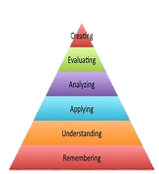 Creating
Evaluating
Analyzing
Applying
Understanding
Remembering